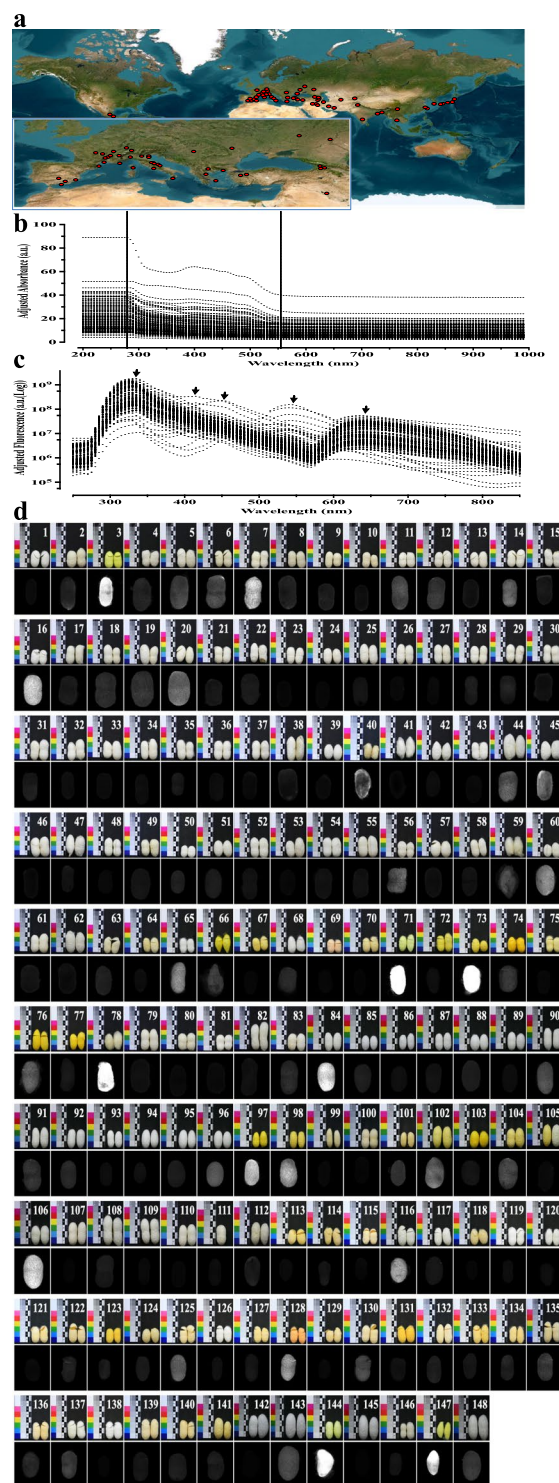 a
b
100
80
60
40
20
0
Adjusted Absorbance (a.u.)
200 300 400 500 600 700 800 900 1000
Wavelength (nm)
c
10⁹
10⁸
10⁷
10⁶
10⁵
Adjusted Fluorescence (a.u.(Log))
300 400 500 600 700 800
Wavelength (nm)
d
1 2 3 4 5 6 7 8 9 10 11 12 13 14 15
16 17 18 19 20 21 22 23 24 25 26 27 28 29 30
31 32 33 34 35 36 37 38 39 40 41 42 43 44 45
46 47 48 49 50 51 52 53 54 55 56 57 58 59 60
61 62 63 64 65 66 67 68 69 70 71 72 73 74 75
76 77 78 79 80 81 82 83 84 85 86 87 88 89 90
91 92 93 94 95 96 97 98 99 100 101 102 103 104 105
106 107 108 109 110 111 112 113 114 115 116 117 118 119 120
121 122 123 124 125 126 127 128 129 130 131 132 133 134 135
136 137 138 139 140 141 142 143 144 145 146 147 148